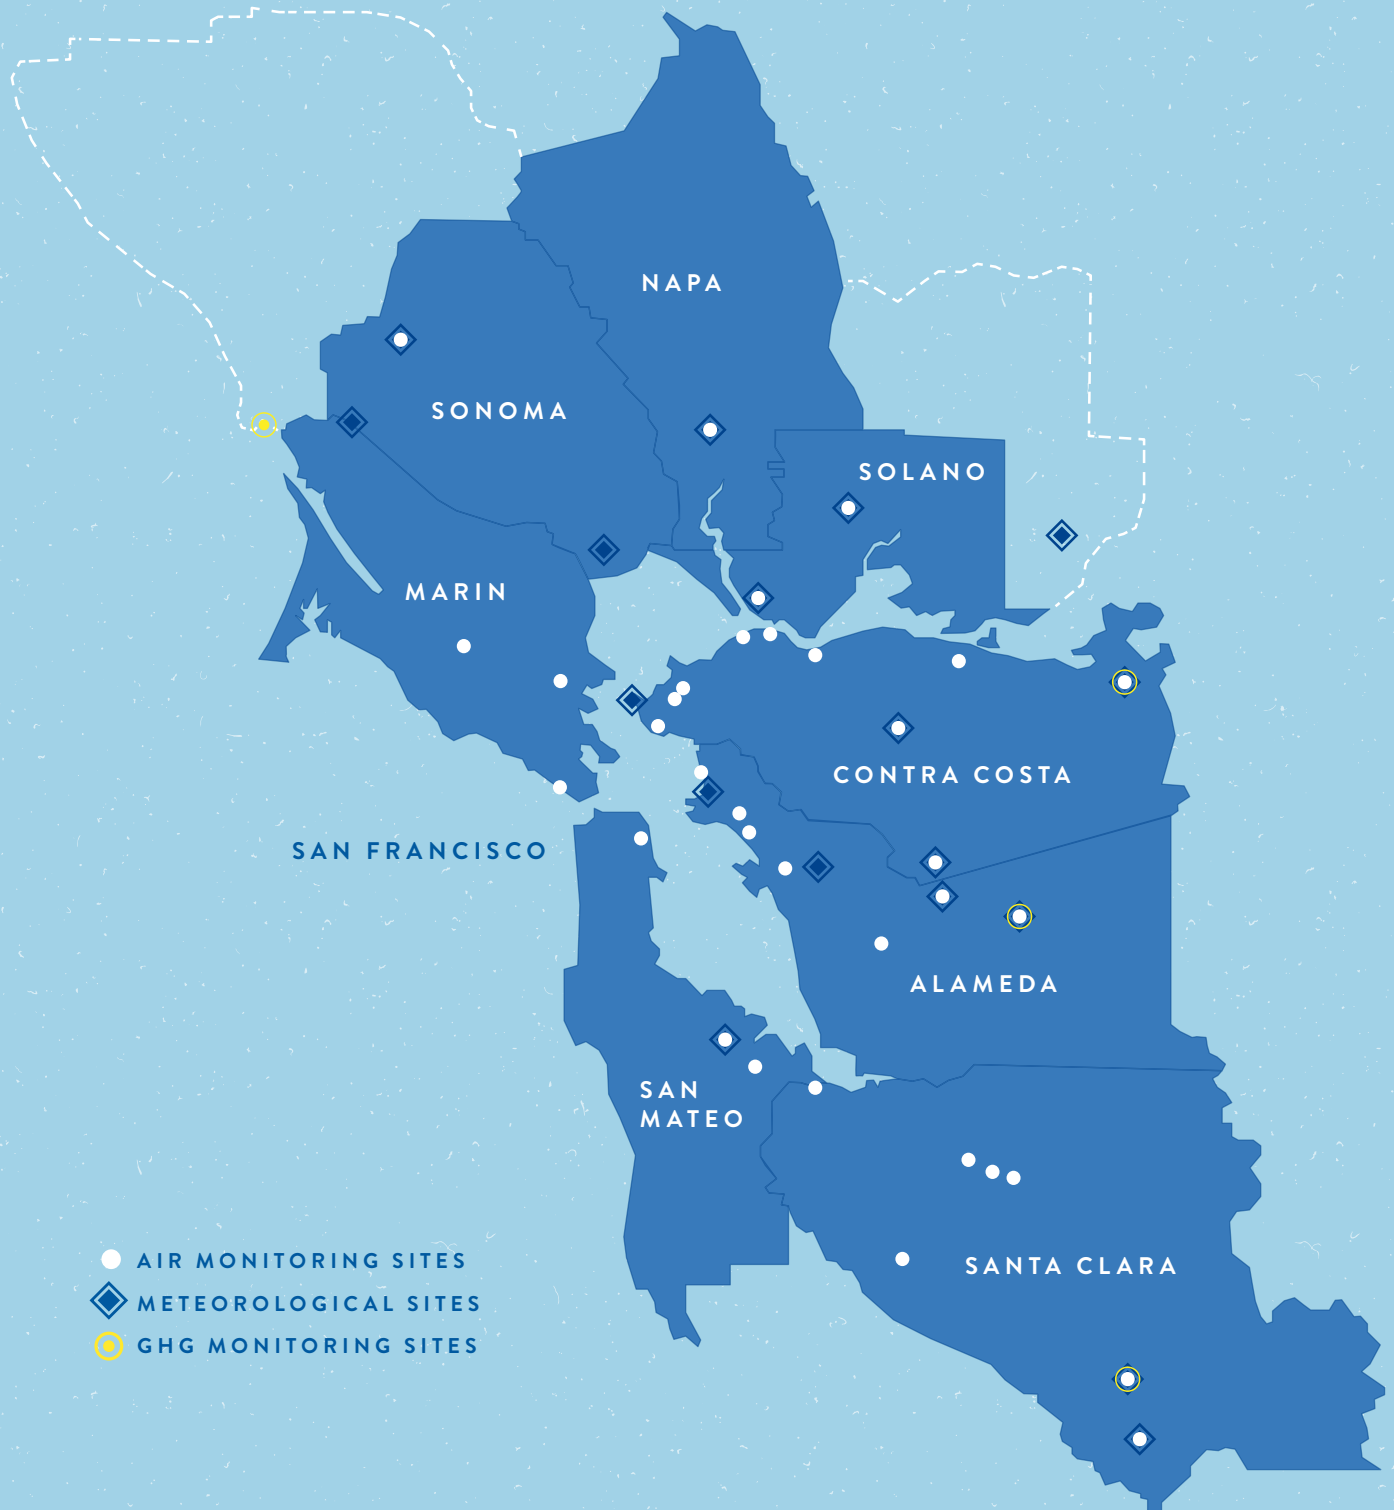 NAPA
SONOMA
SOLANO
MARIN
CONTRA COSTA
SAN FRANCISCO
ALAMEDA
SAN
MATEO
SANTA CLARA
AIR MONITORING SITES
METEOROLOGICAL SITES
GHG MONITORING SITES